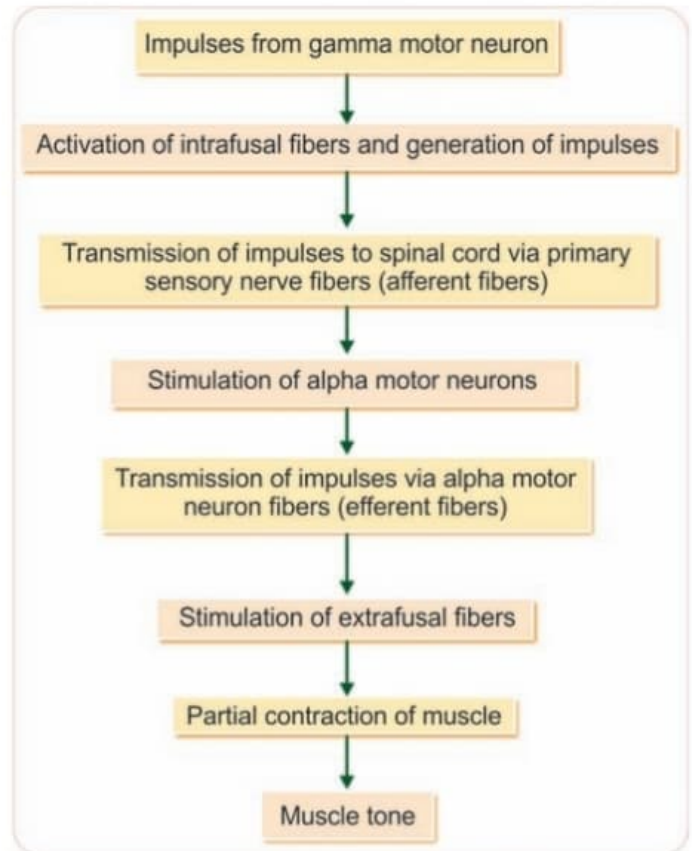 Impulses from gamma motor neuron
Activation of intrafusal fibers and generation of impulses
Transmission of impulses to spinal cord via primary
sensory nerve fibers (afferent fibers)
Stimulation of alpha motor neurons
Transmission of impulses via alpha motor
neuron fibers (efferent fibers)
Stimulation of extrafusal fibers
Partial contraction of muscle
Muscle tone